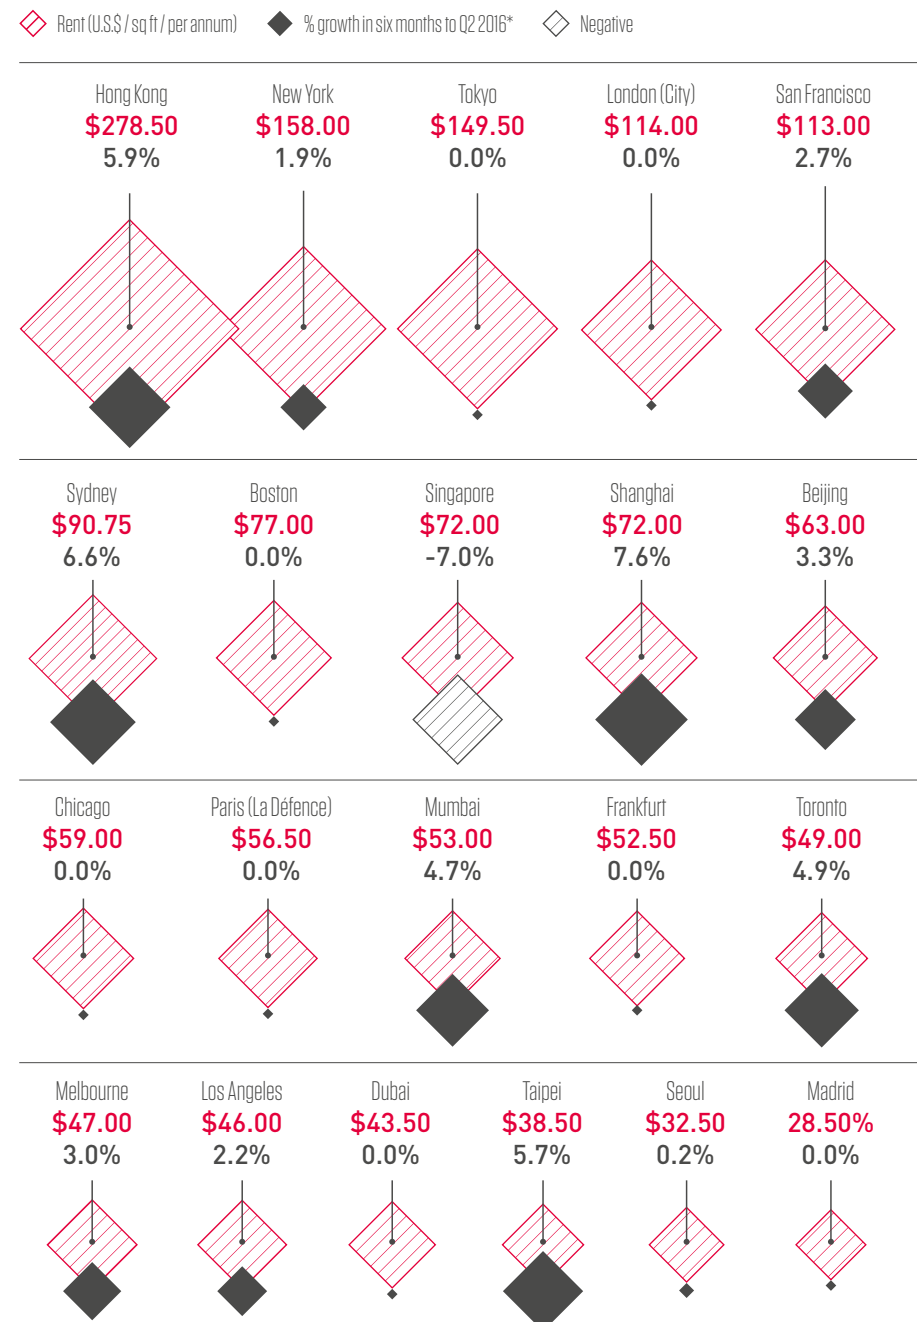 Rent (U.S.$ / sq ft / per annum) % growth in six months to Q2 2016* Negative
Hong Kong New York Tokyo London (City) San Francisco
$278.50 $158.00 $149.50 $114.00 $113.00
5.9% 1.9% 0.0% 0.0% 2.7%
Sydney Boston Singapore Shanghai Beijing
$90.75 $77.00 $72.00 $72.00 $63.00
6.6% 0.0% -7.0% 7.6% 3.3%
Chicago Paris (La Défence) Mumbai Frankfurt Toronto
$59.00 $56.50 $53.00 $52.50 $49.00
0.0% 0.0% 4.7% 0.0% 4.9%
Melbourne Los Angeles Dubai Taipei Seoul Madrid
$47.00 $46.00 $43.50 $38.50 $32.50 28.50%
3.0% 2.2% 0.0% 5.7% 0.2% 0.0%